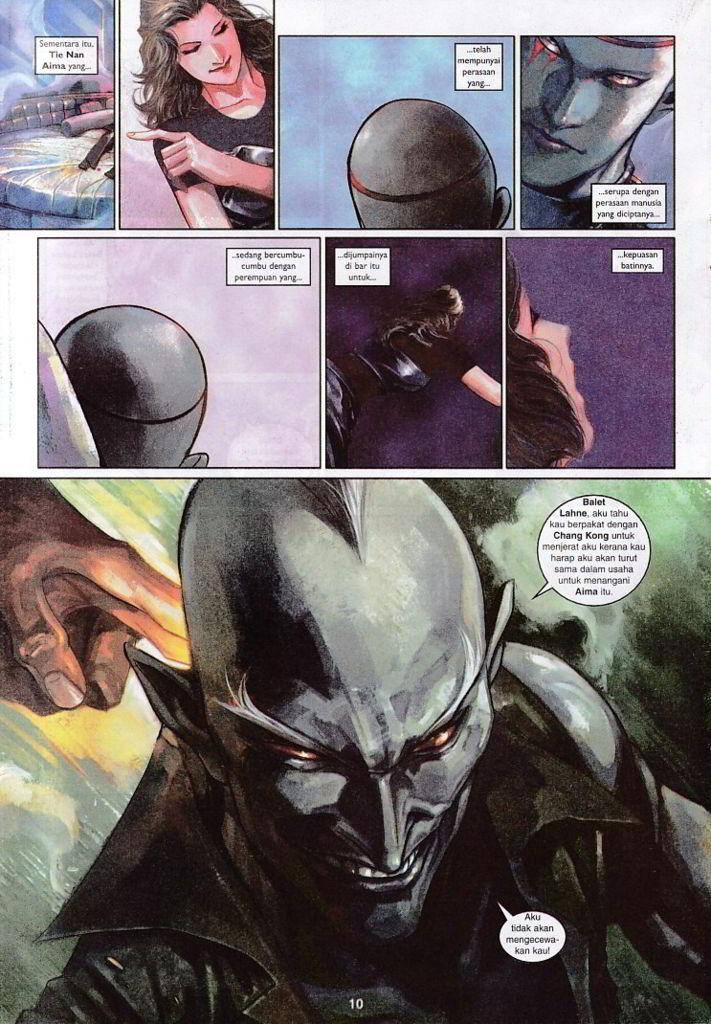 Sementara itu,
Tie Nan
Aima yang...
...telah
mempunyai
perasaan
yang...
...serupa dengan
perasaan manusia
yang diciptanya...
..sedang bercumbu-
cumbu dengan
perempuan yang...
...dijumpainya
di bar itu
untuk...
...kepuasan
batinnya.
Balet
Lahne, aku tahu
kau berpakat dengan
Chang Kong untuk
menjerat aku kerana kau
harap aku akan turut
sama dalam usaha
untuk menangani
Aima itu.
Aku
tidak akan
mengecewa-
kan kau!
10